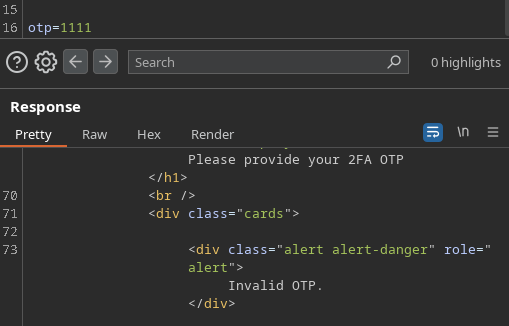 15
16 otp=1111
Search
0 highlights
Response
Pretty Raw Hex Render \n
Please provide your 2FA OTP
</h1>
70 <br />
71 <div class="cards">
72
73 <div class="alert alert-danger" role="
alert">
Invalid OTP.
</div>